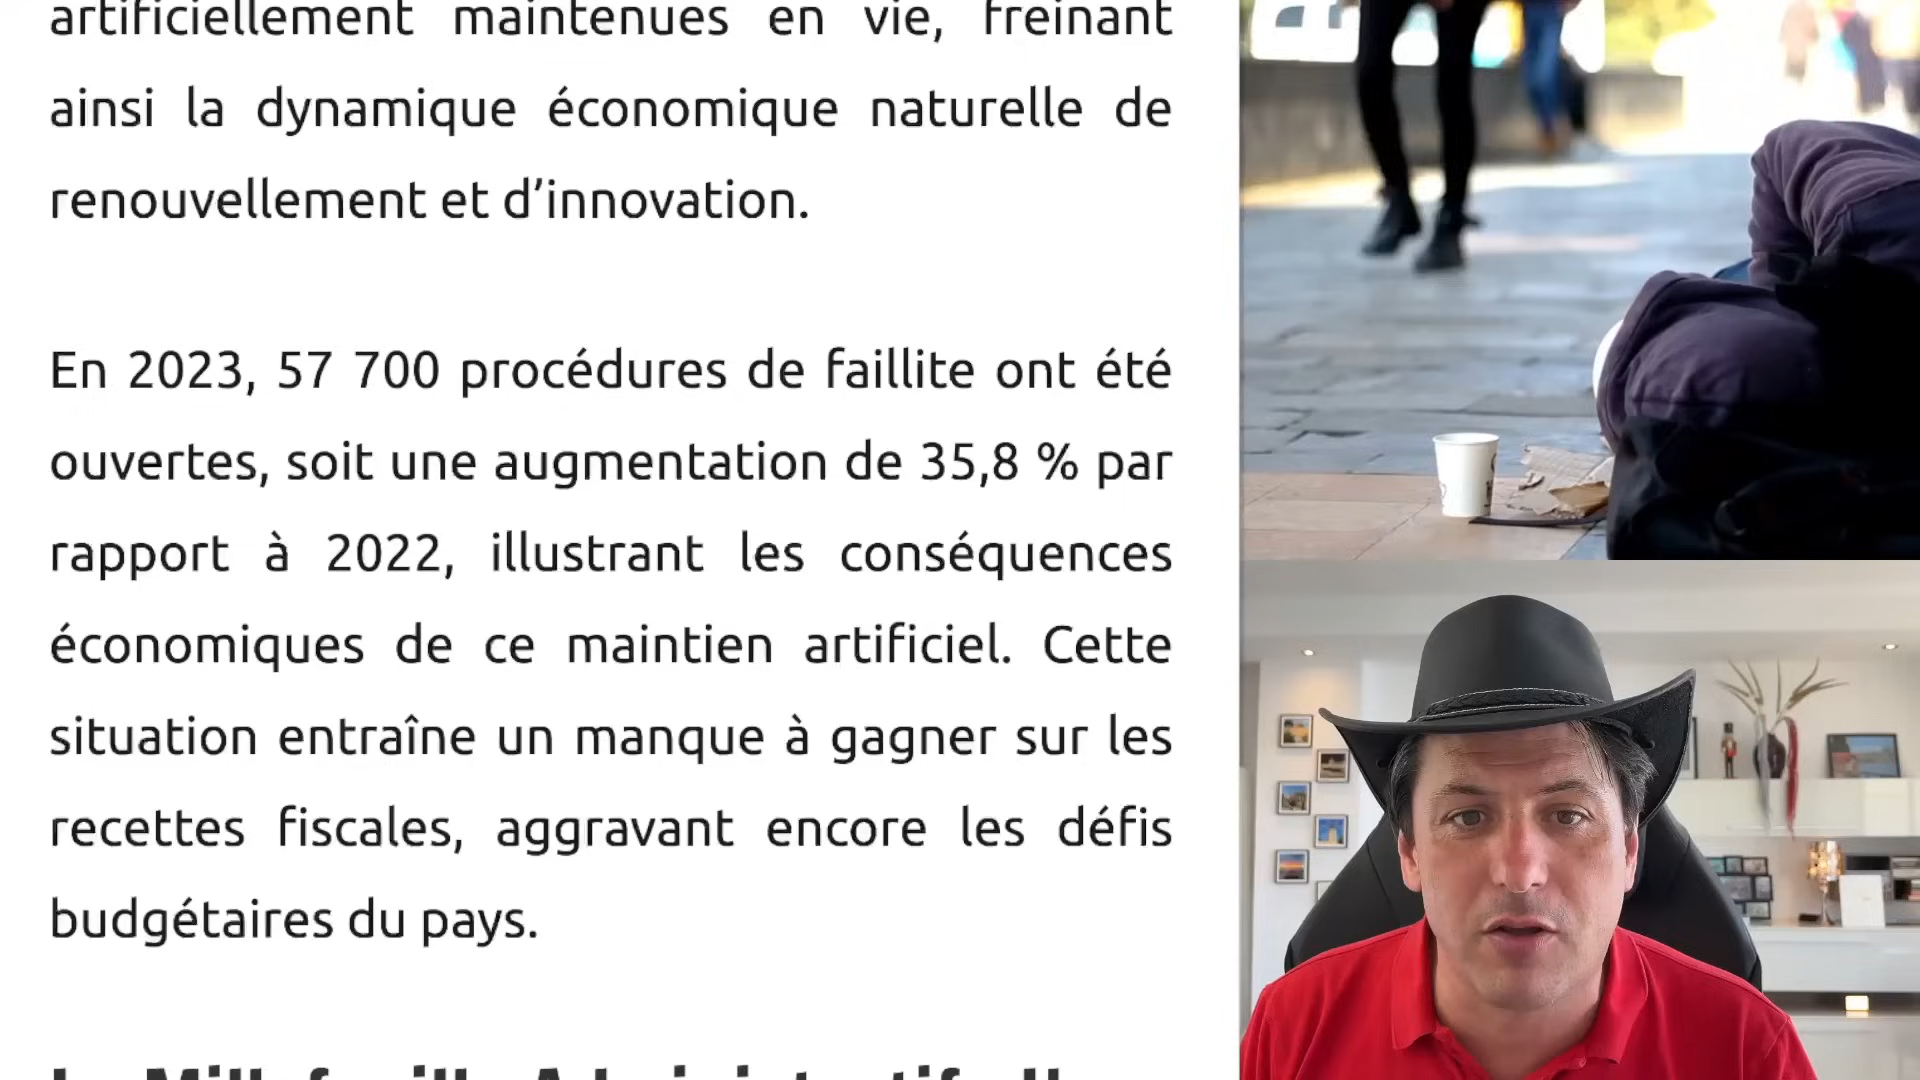 artificiellement maintenues en vie, freinant
ainsi la dynamique économique naturelle de
renouvellement et d’innovation.
En 2023, 57 700 procédures de faillite ont été
ouvertes, soit une augmentation de 35,8 % par
rapport à 2022, illustrant les conséquences
économiques de ce maintien artificiel. Cette
situation entraîne un manque à gagner sur les
recettes fiscales, aggravant encore les défis
budgétaires du pays.